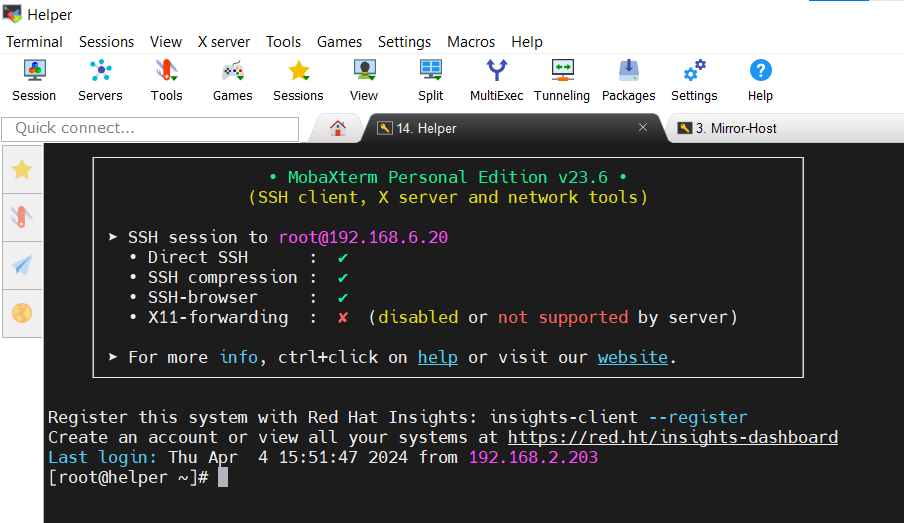 Helper
Terminal Sessions View X server Tools Games Settings Macros Help
Session Servers Tools Games Sessions View Split MultiExec Tunneling Packages Settings Help
Quick connect... 14. Helper 3. Mirror-Host
• MobaXterm Personal Edition v23.6 •
(SSH client, X server and network tools)
➤ SSH session to root@192.168.6.20
• Direct SSH : ✔
• SSH compression : ✔
• SSH-browser : ✔
• X11-forwarding : ✘ (disabled or not supported by server)
➤ For more info, ctrl+click on help or visit our website.
Register this system with Red Hat Insights: insights-client --register
Create an account or view all your systems at https://red.ht/insights-dashboard
Last login: Thu Apr  4 15:51:47 2024 from 192.168.2.203
[root@helper ~]#